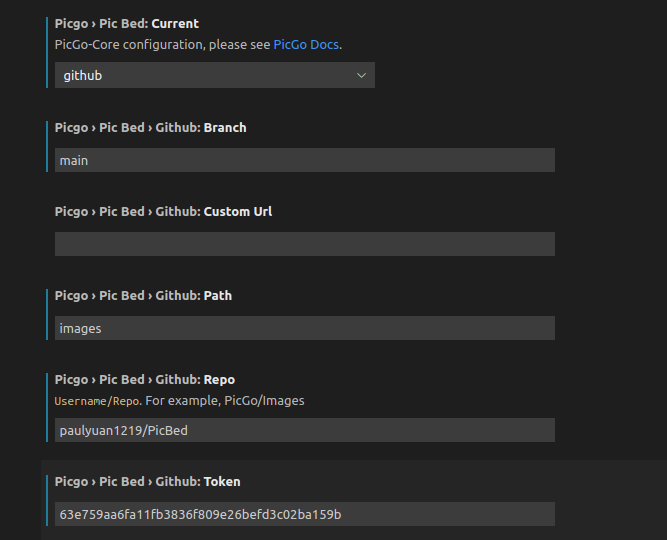 Picgo › Pic Bed: Current
PicGo-Core configuration, please see PicGo Docs.
github
Picgo › Pic Bed › Github: Branch
main
Picgo › Pic Bed › Github: Custom Url
Picgo › Pic Bed › Github: Path
images
Picgo › Pic Bed › Github: Repo
Username/Repo. For example, PicGo/Images
paulyuan1219/PicBed
Picgo › Pic Bed › Github: Token
63e759aa6fa11fb3836f809e26befd3c02ba159b